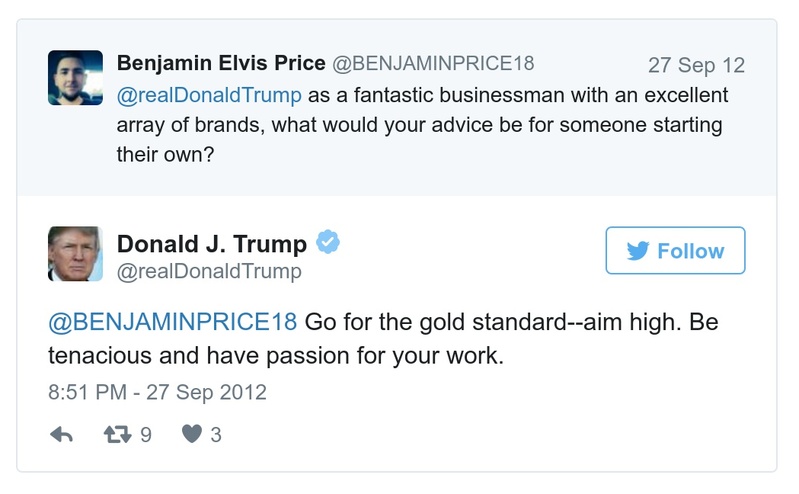 Benjamin Elvis Price @BENJAMINPRICE18 27 Sep 12
@realDonaldTrump as a fantastic businessman with an excellent
array of brands, what would your advice be for someone starting
their own?
Donald J. Trump
@realDonaldTrump
Follow
@BENJAMINPRICE18 Go for the gold standard--aim high. Be
tenacious and have passion for your work.
8:51 PM - 27 Sep 2012
9 3